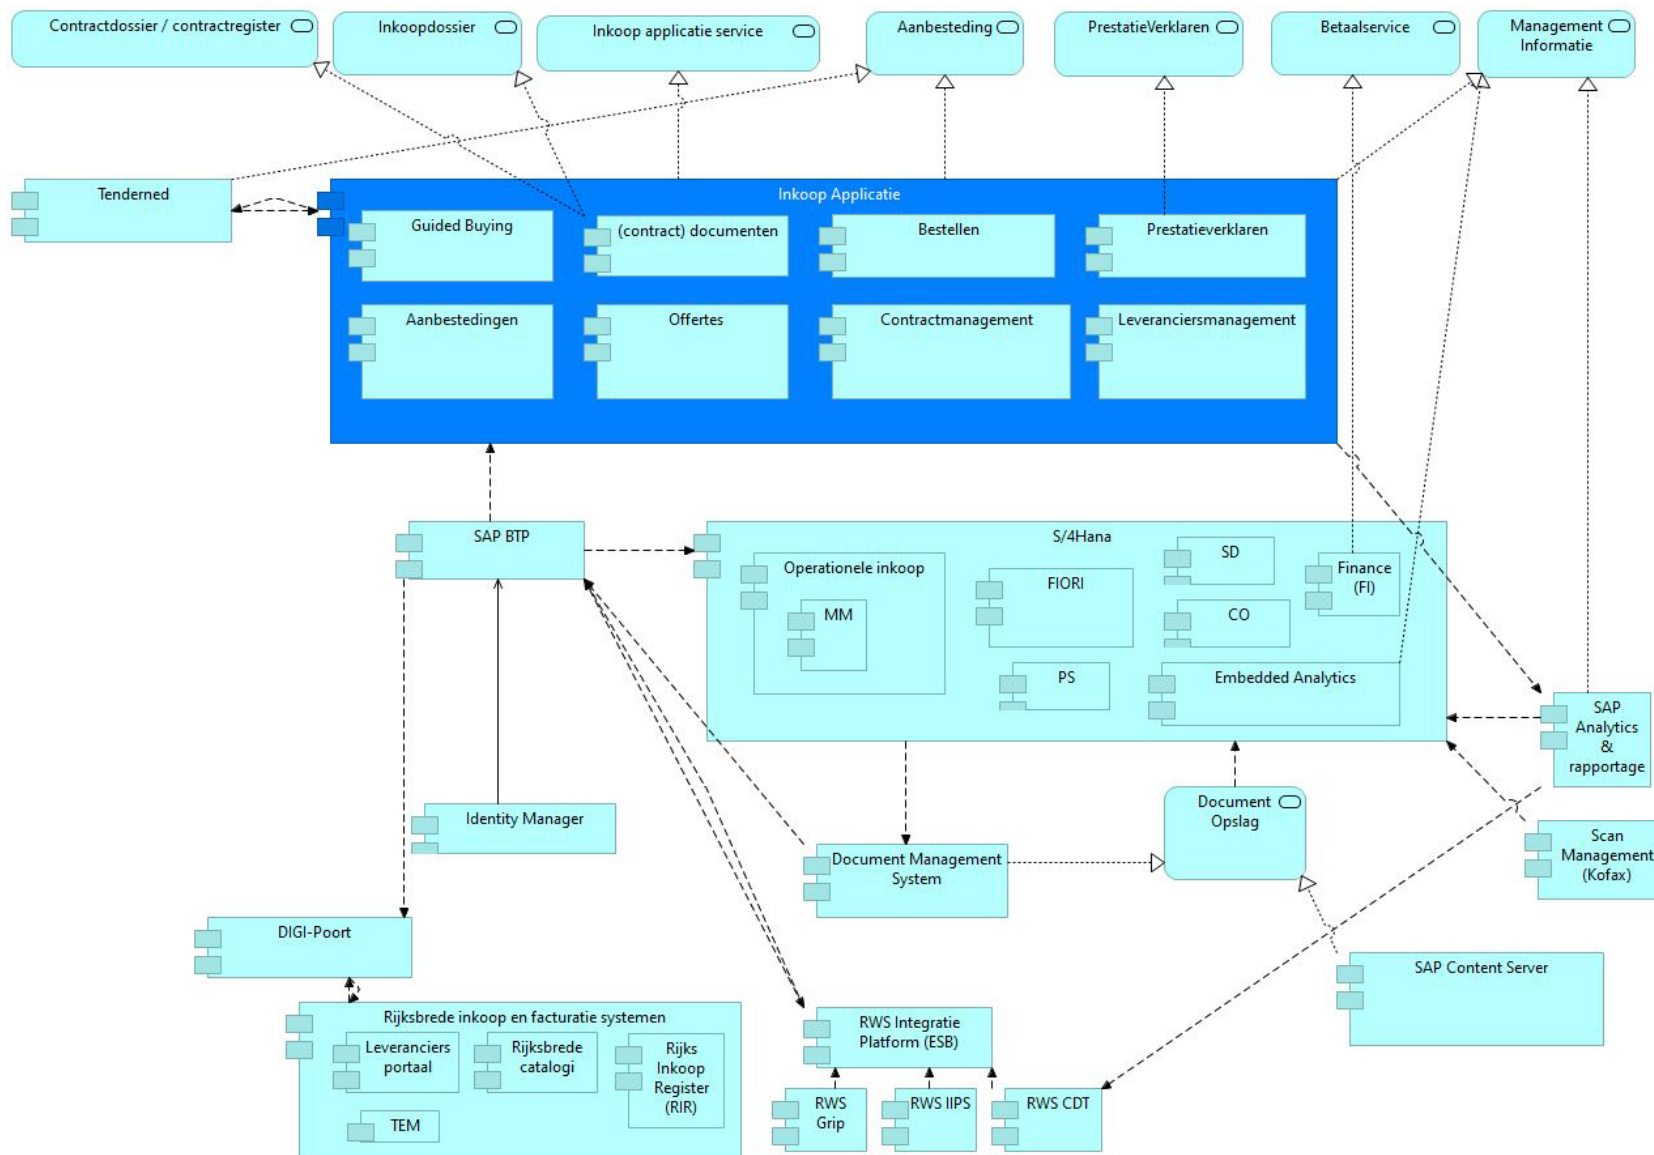 Contractdossier / contractregister
Inkoopdossier
Inkoop applicatie service
Aanbesteding
PrestatieVerklaren
Betaalservice
Management
Informatie
Tenderned
Inkoop Applicatie
Guided Buying
(contract) documenten
Bestellen
Prestatieverklaren
Aanbestedingen
Offertes
Contractmanagement
Leveranciersmanagement
SAP BTP
S/4Hana
Operationele inkoop
MM
FIORI
SD
Finance
(FI)
CO
PS
Embedded Analytics
SAP
Analytics
&
rapportage
Identity Manager
Document
Opslag
Document Management
System
Scan
Management
(Kofax)
DIGI-Poort
SAP Content Server
Rijksbrede inkoop en facturatie systemen
Leveranciers
portaal
Rijksbrede
catalogi
Rijks
Inkoop
Register
(RIR)
TEM
RWS Integratie
Platform (ESB)
RWS
Grip
RWS IIPS
RWS CDT